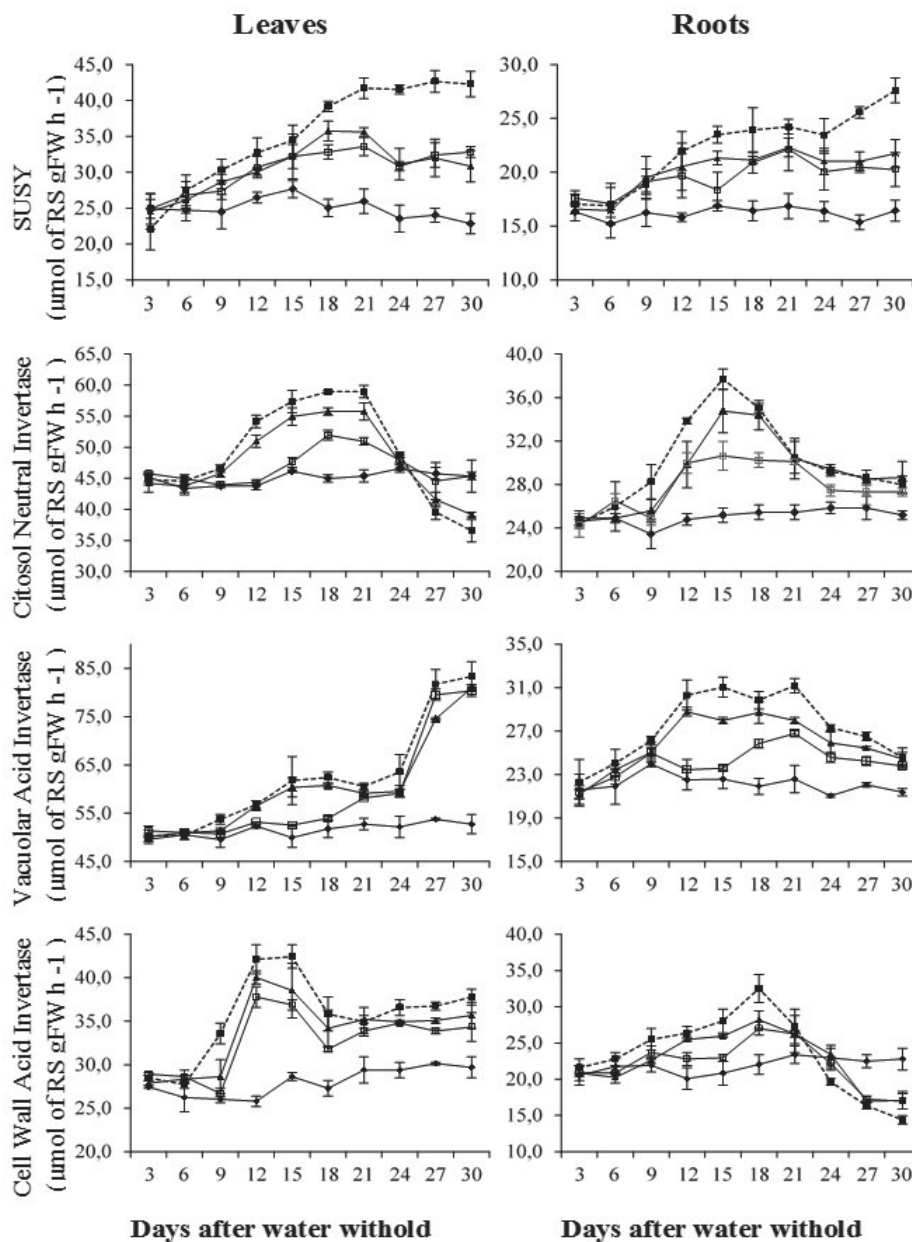 Leaves Roots
SUSY
(µmol of RS gFW h -1)
45,0
40,0
35,0
30,0
25,0
20,0
15,0
3 6 9 12 15 18 21 24 27 30
30,0
25,0
20,0
15,0
10,0
3 6 9 12 15 18 21 24 27 30
Citosol Neutral Invertase
(µmol of RS gFW h -1 )
65,0
60,0
55,0
50,0
45,0
40,0
35,0
30,0
3 6 9 12 15 18 21 24 27 30
40,0
36,0
32,0
28,0
24,0
20,0
3 6 9 12 15 18 21 24 27 30
Vacuolar Acid Invertase
( µmol of RS gFW h -1 )
85,0
75,0
65,0
55,0
45,0
3 6 9 12 15 18 21 24 27 30
35,0
31,0
27,0
23,0
19,0
15,0
3 6 9 12 15 18 21 24 27 30
Cell Wall Acid Invertase
( µmol of RS gFW h -1 )
45,0
40,0
35,0
30,0
25,0
20,0
3 6 9 12 15 18 21 24 27 30
40,0
35,0
30,0
25,0
20,0
15,0
10,0
3 6 9 12 15 18 21 24 27 30
Days after water withold Days after water withold